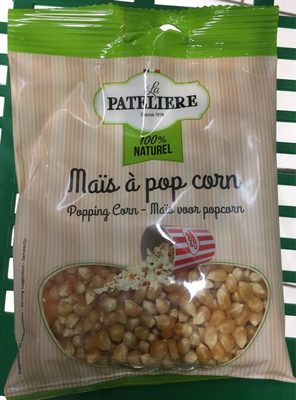 La
PATELIERE
Depuis 1978
100%
NATUREL
Maïs à pop corn
Popping Corn - Maïs voor popcorn